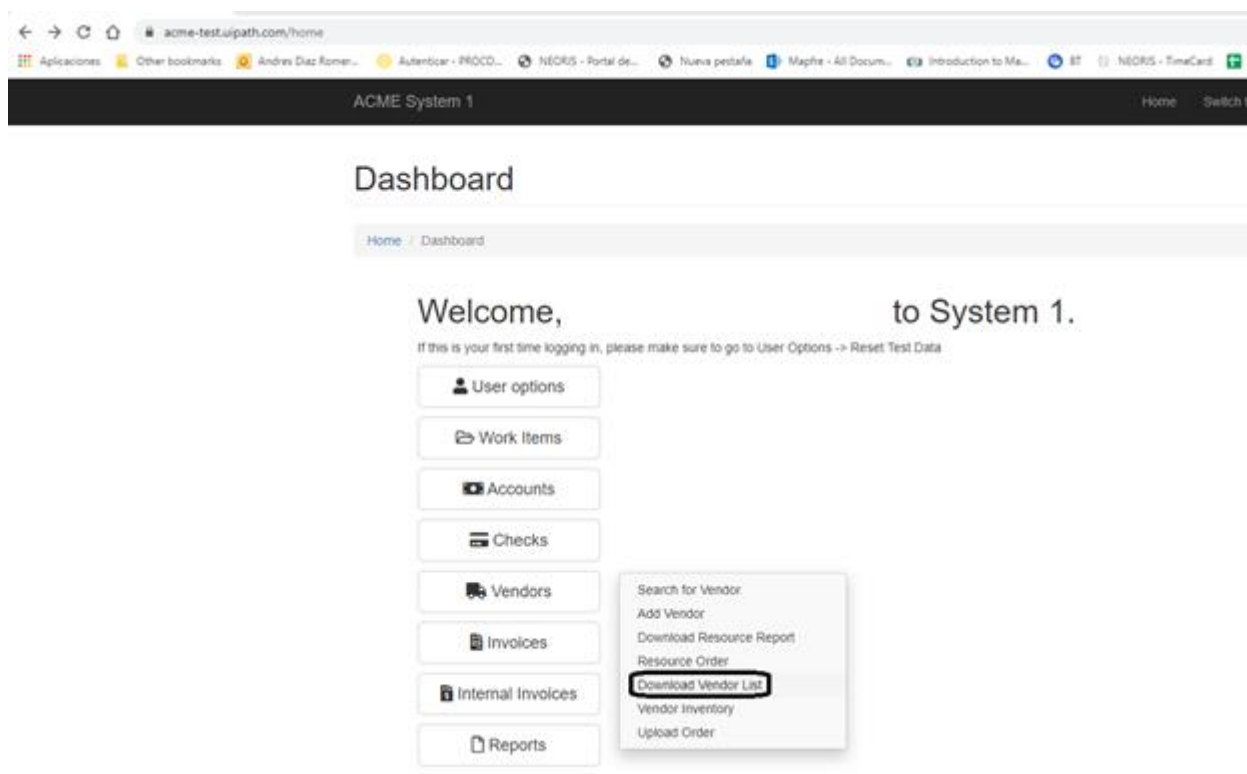 acme-test.uipath.com/home
Aplicaciones Other bookmarks Andres Diaz Romer... Autenticar - PROCD... NEORIS - Portal de... Nueva pestaña Mapfre - All Docum... Introduction to Ma... BT NEORIS - TimeCard
ACME System 1 Home Switch
Dashboard
Home / Dashboard
Welcome, to System 1.
If this is your first time logging in, please make sure to go to User Options -> Reset Test Data
User options
Work Items
Accounts
Checks
Vendors
Search for Vendor
Add Vendor
Download Resource Report
Resource Order
Download Vendor List
Vendor Inventory
Upload Order
Invoices
Internal Invoices
Reports